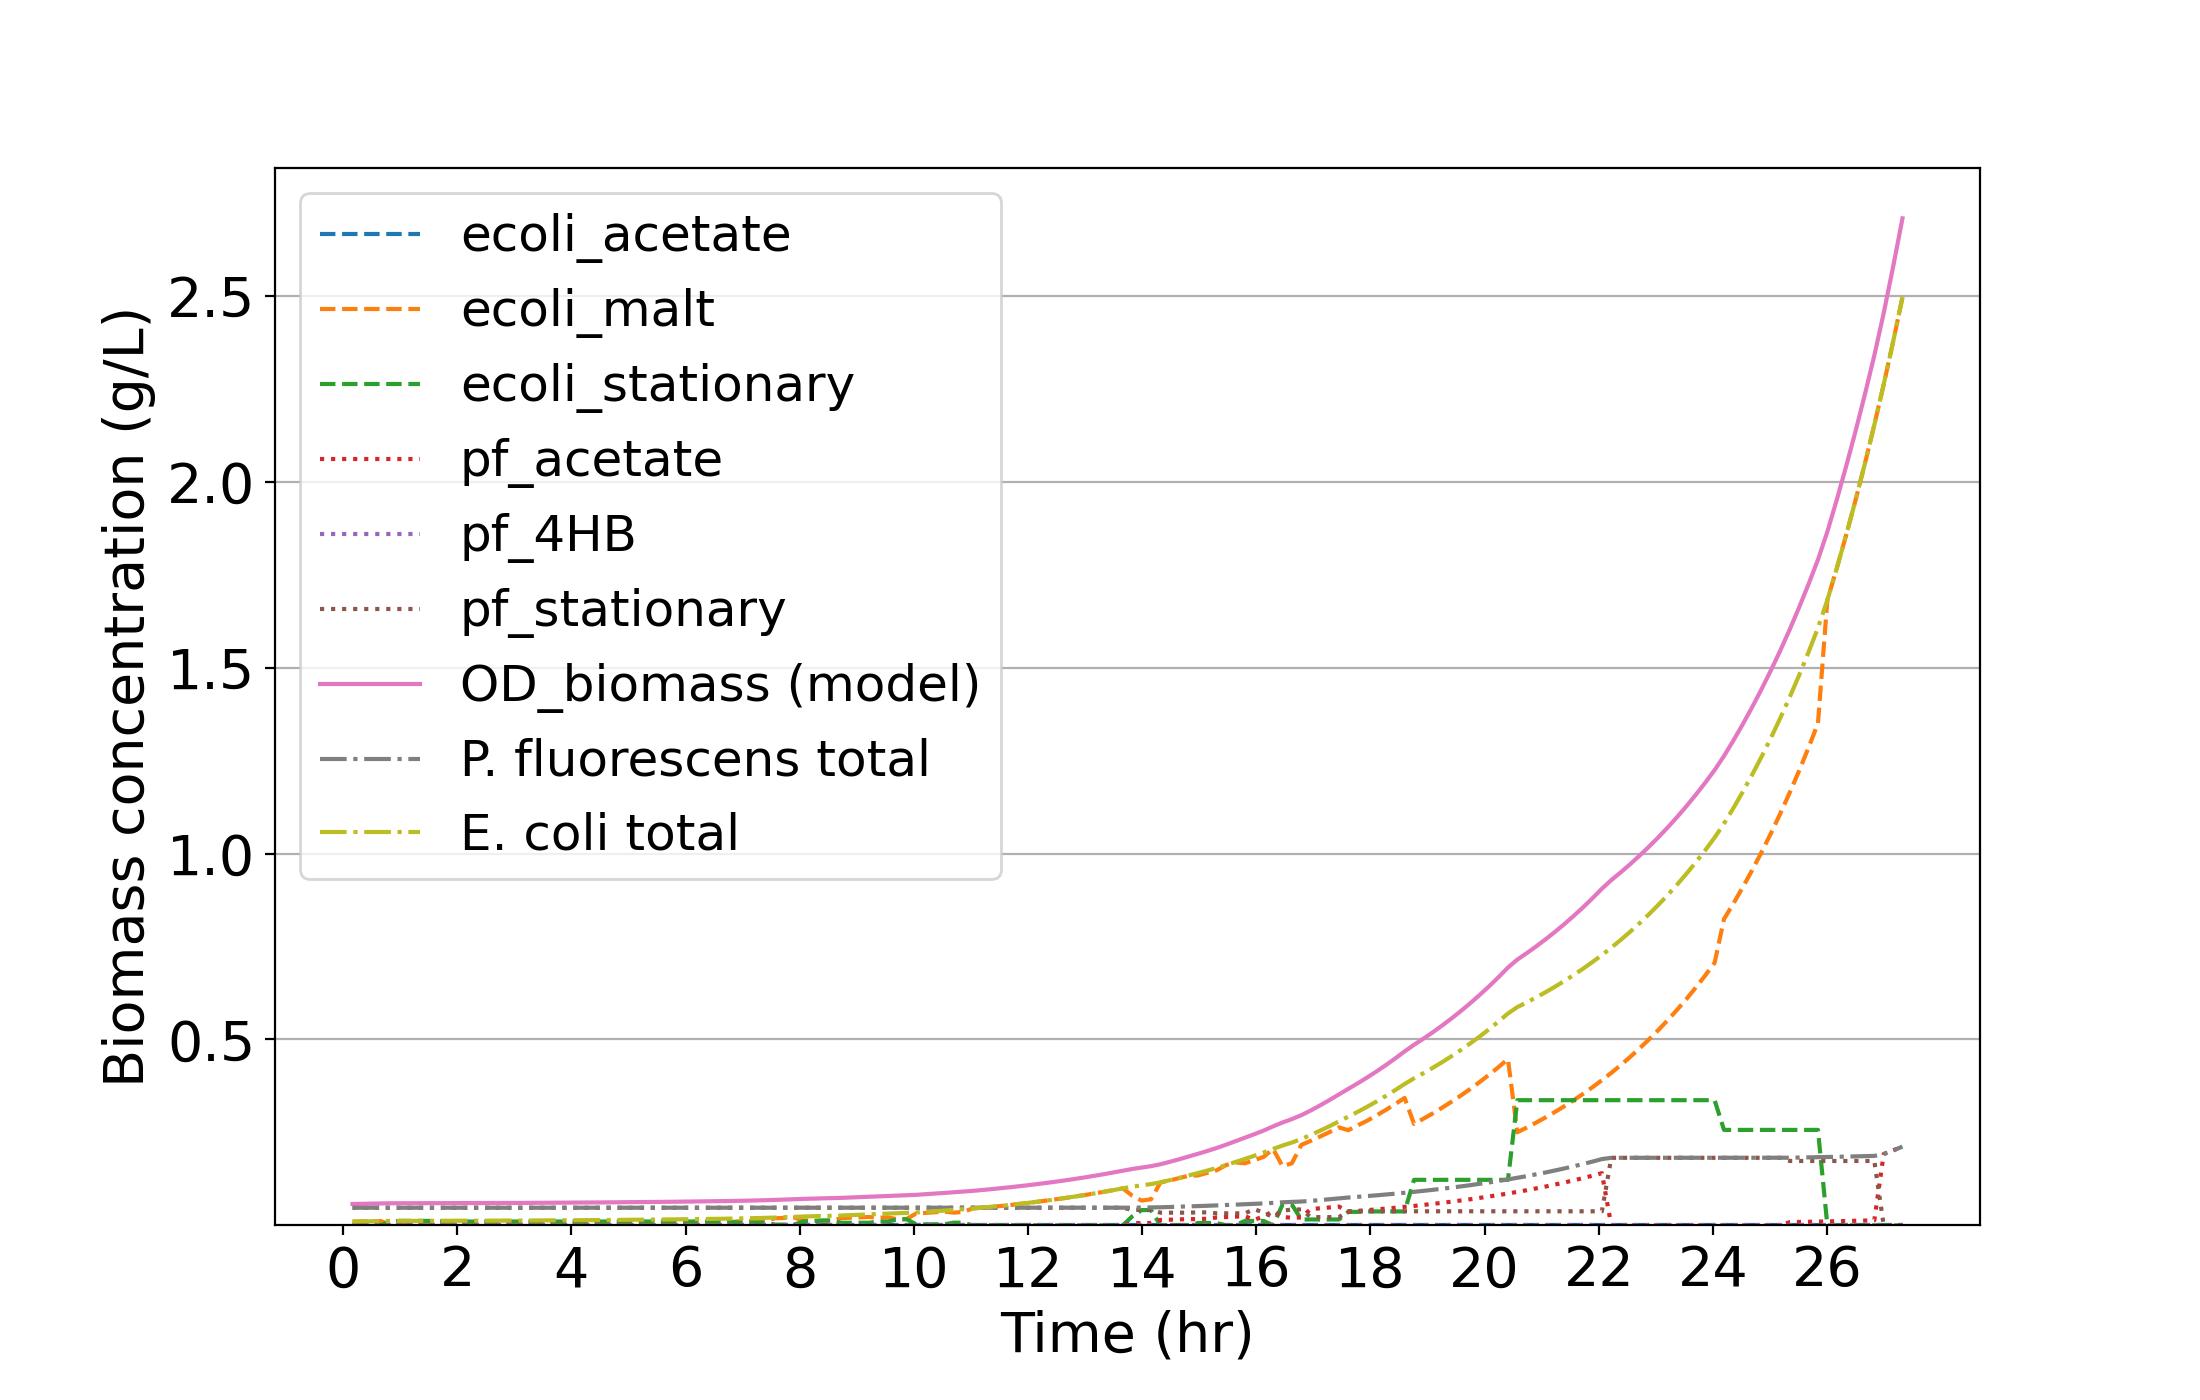 ecoli_acetate
ecoli_malt
ecoli_stationary
pf_acetate
pf_4HB
pf_stationary
OD_biomass (model)
P. fluorescens total
E. coli total
Biomass concentration (g/L)
2.5
2.0
1.5
1.0
0.5
0 2 4 6 8 10 12 14 16 18 20 22 24 26
Time (hr)